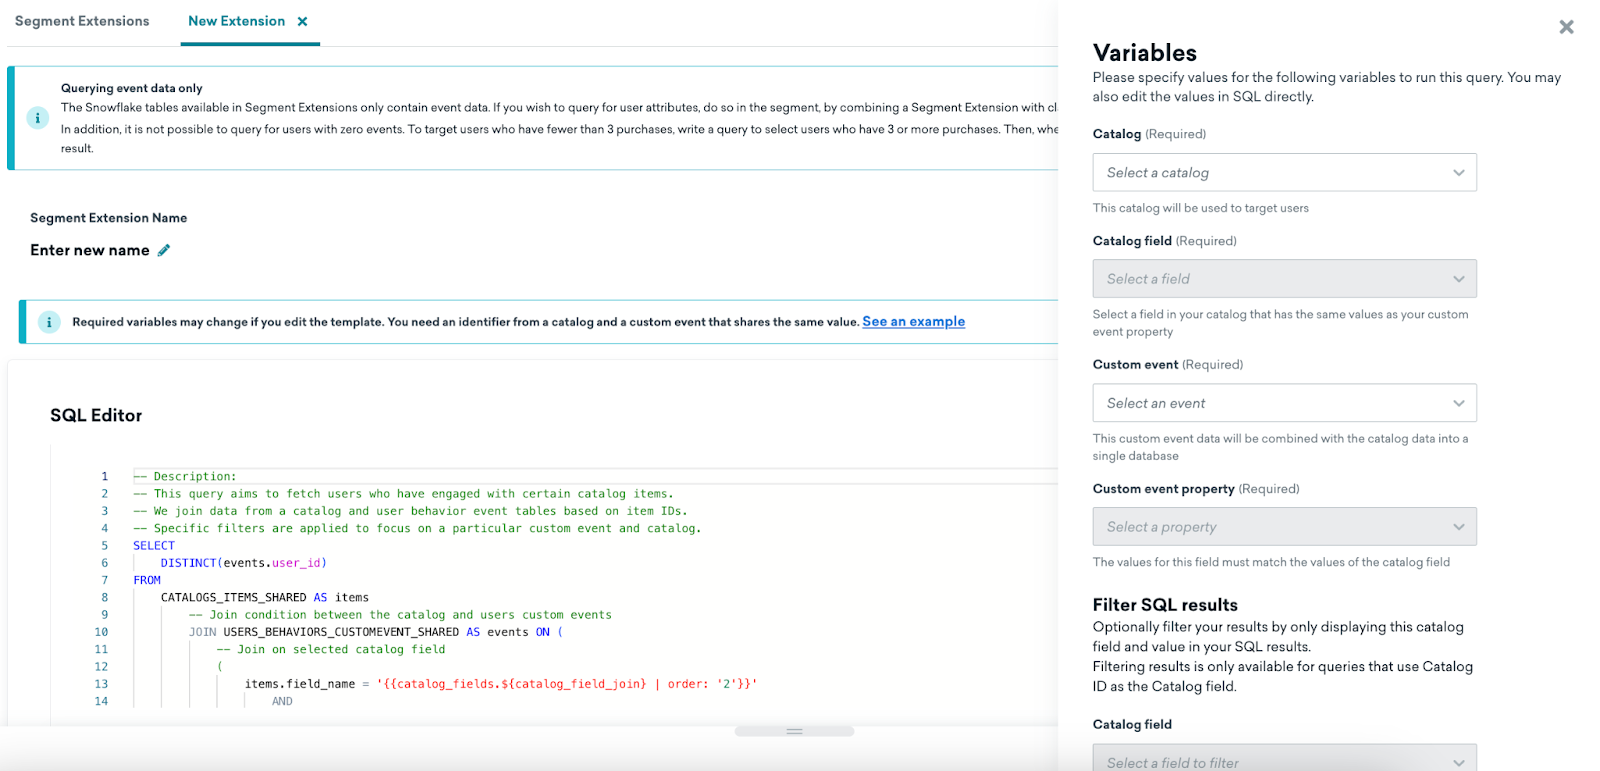 Segment Extensions
New Extension
Querying event data only
The Snowflake tables available in Segment Extensions only contain event data. If you wish to query for user attributes, do so in the segment, by combining a Segment Extension with cl
In addition, it is not possible to query for users with zero events. To target users who have fewer than 3 purchases, write a query to select users who have 3 or more purchases. Then, whe
result.
Segment Extension Name
Enter new name
Required variables may change if you edit the template. You need an identifier from a catalog and a custom event that shares the same value. See an example
SQL Editor
1 -- Description:
2 -- This query aims to fetch users who have engaged with certain catalog items.
3 -- We join data from a catalog and user behavior event tables based on item IDs.
4 -- Specific filters are applied to focus on a particular custom event and catalog.
5 SELECT
6 DISTINCT(events.user_id)
7 FROM
8 CATALOGS_ITEMS_SHARED AS items
9 -- Join condition between the catalog and users custom events
10 JOIN USERS_BEHAVIORS_CUSTOMEVENT_SHARED AS events ON (
11 -- Join on selected catalog field
12 (
13 items.field_name = '{{catalog_fields.${catalog_field_join} | order: '2'}}'
14 AND
Variables
Please specify values for the following variables to run this query. You may
also edit the values in SQL directly.
Catalog (Required)
Select a catalog
This catalog will be used to target users
Catalog field (Required)
Select a field
Select a field in your catalog that has the same values as your custom
event property
Custom event (Required)
Select an event
This custom event data will be combined with the catalog data into a
single database
Custom event property (Required)
Select a property
The values for this field must match the values of the catalog field
Filter SQL results
Optionally filter your results by only displaying this catalog
field and value in your SQL results.
Filtering results is only available for queries that use Catalog
ID as the Catalog field.
Catalog field
Select a field to filter